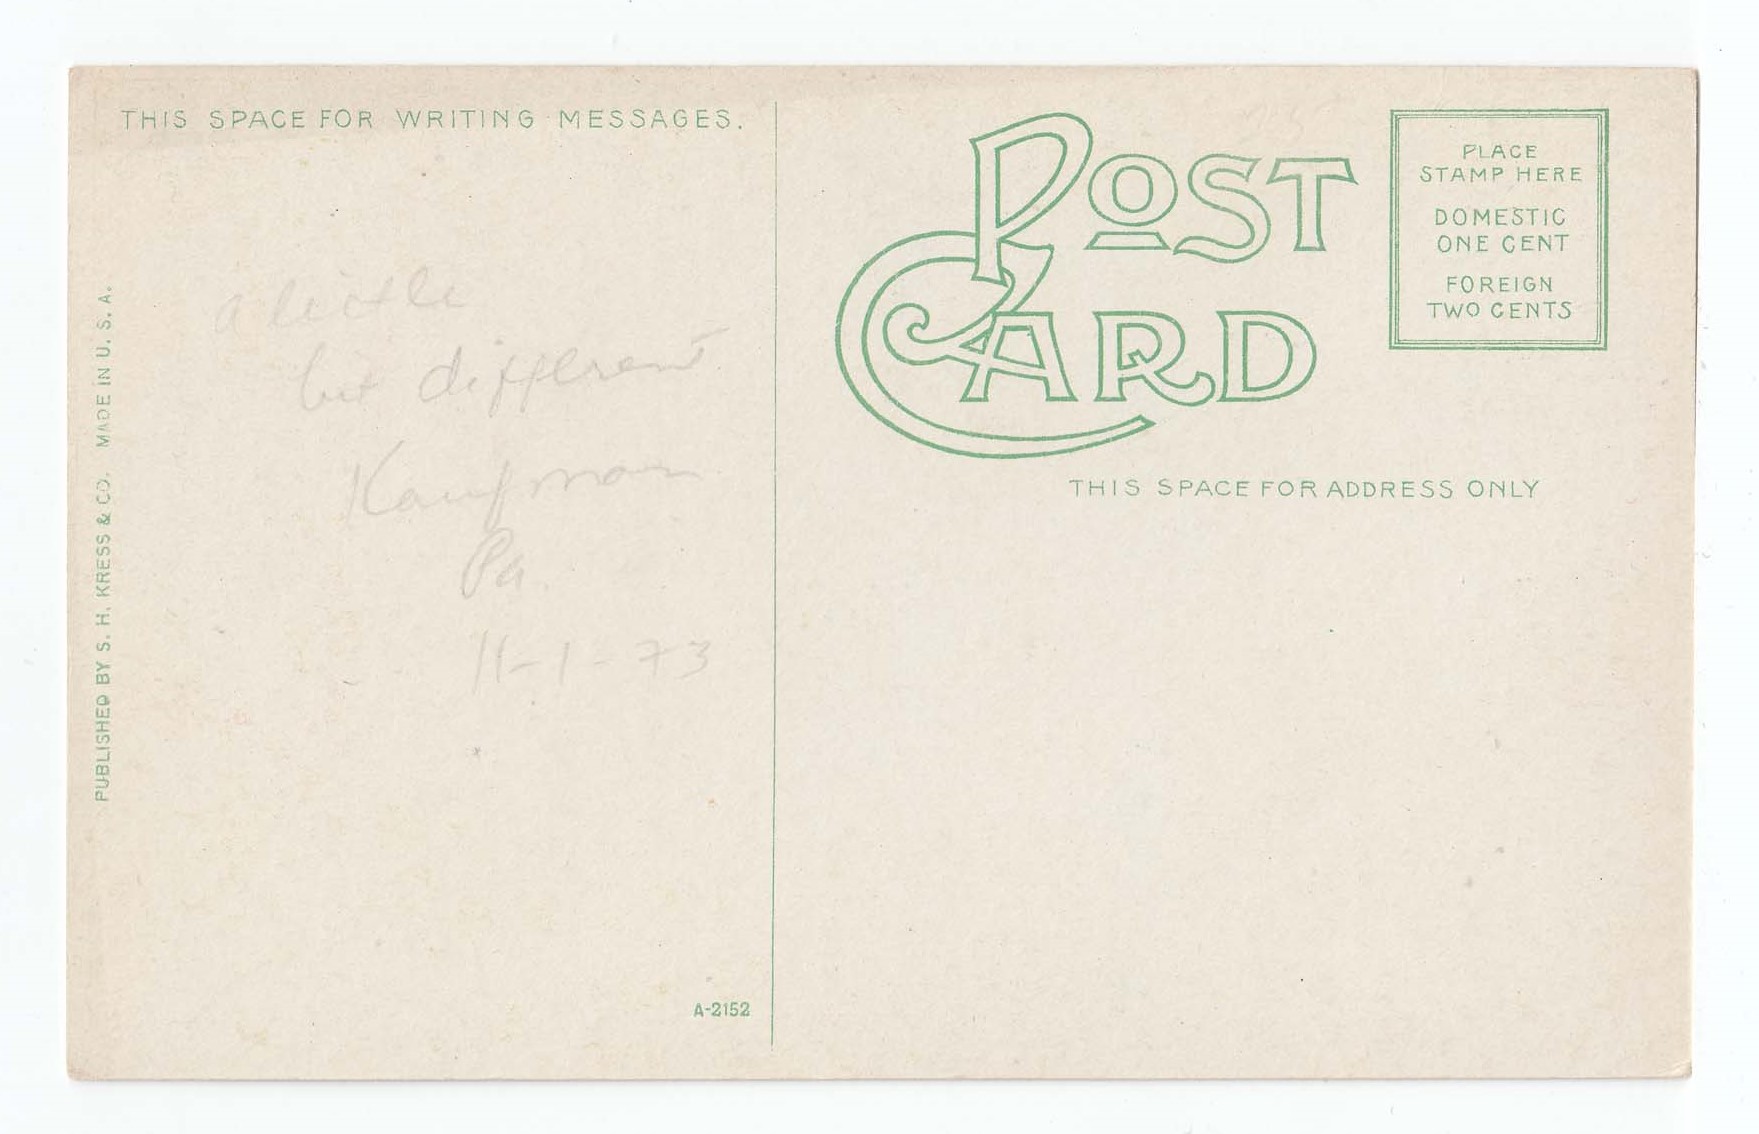 THIS SPACE FOR WRITING MESSAGES.
a little
bit different
Kaufman
Pa.
11-1-73
PUBLISHED BY S. H. KRESS & CO. MADE IN U. S. A.
A-2152
POST
CARD
PLACE
STAMP HERE
DOMESTIC
ONE CENT
FOREIGN
TWO CENTS
THIS SPACE FOR ADDRESS ONLY